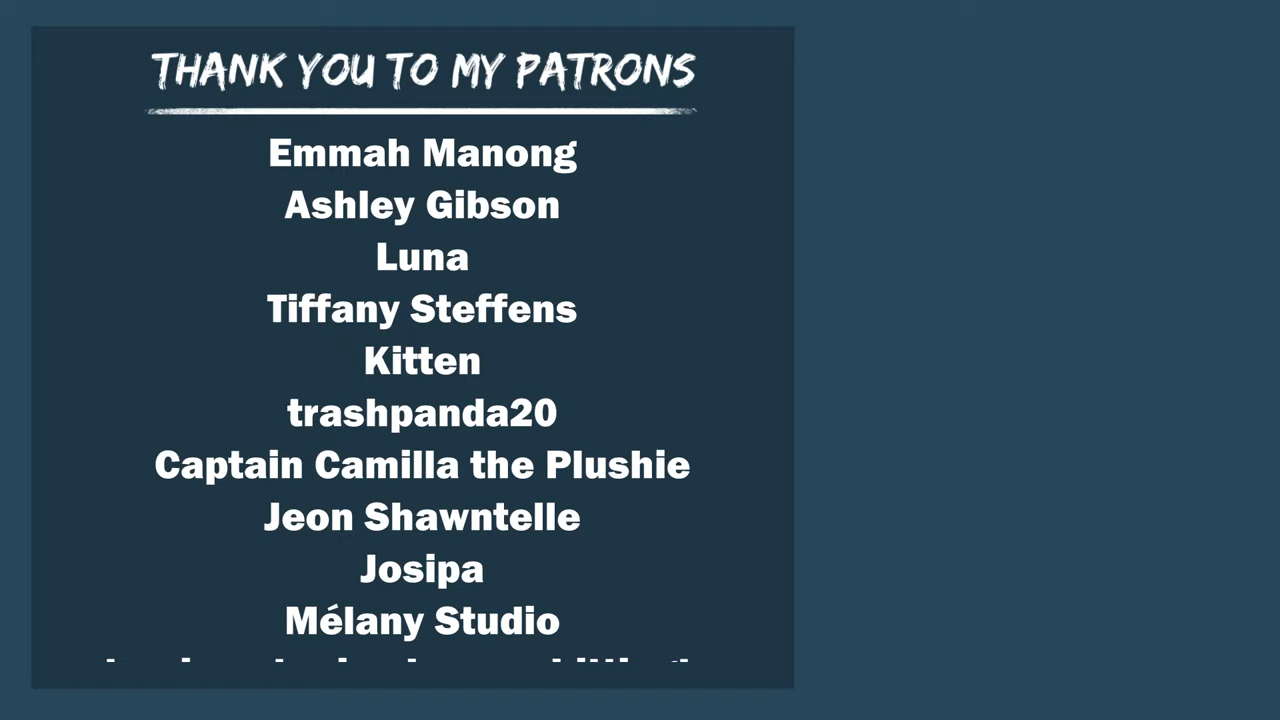 THANK YOU TO MY PATRONS
Emmah Manong
Ashley Gibson
Luna
Tiffany Steffens
Kitten
trashpanda20
Captain Camilla the Plushie
Jeon Shawntelle
Josipa
Mélany Studio